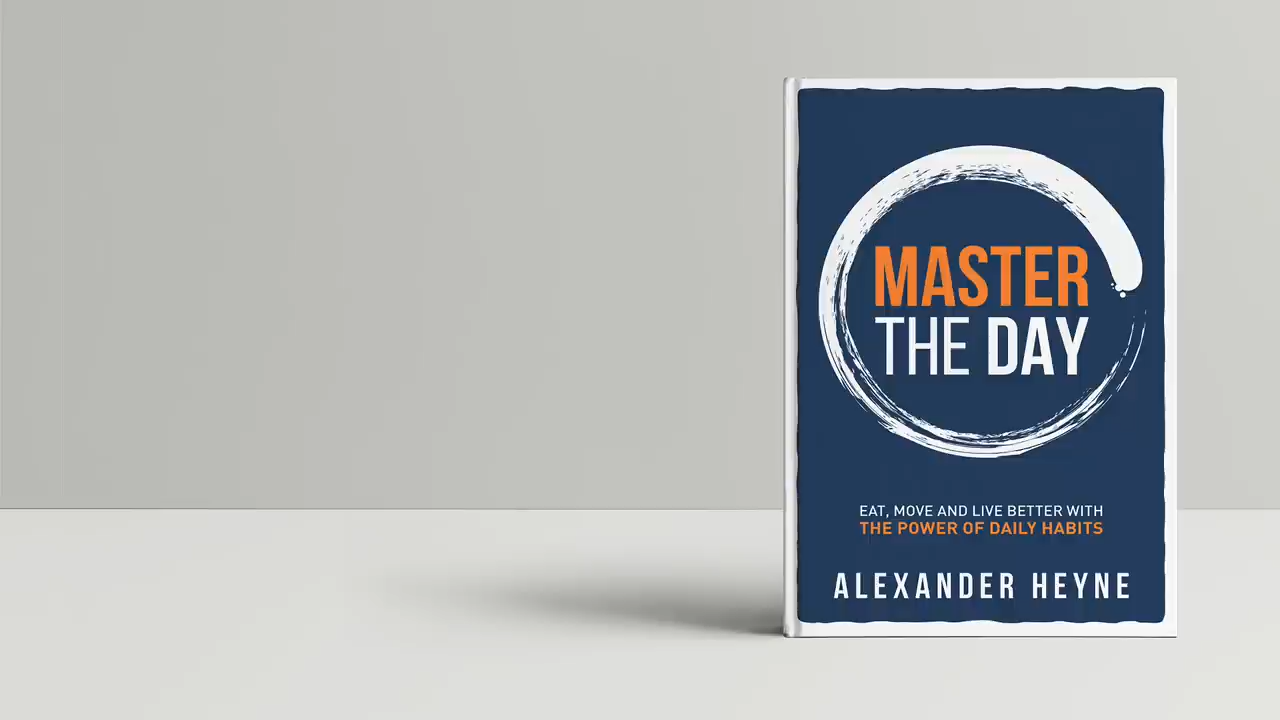 MASTER
THE DAY
EAT, MOVE AND LIVE BETTER WITH
THE POWER OF DAILY HABITS
ALEXANDER HEYNE